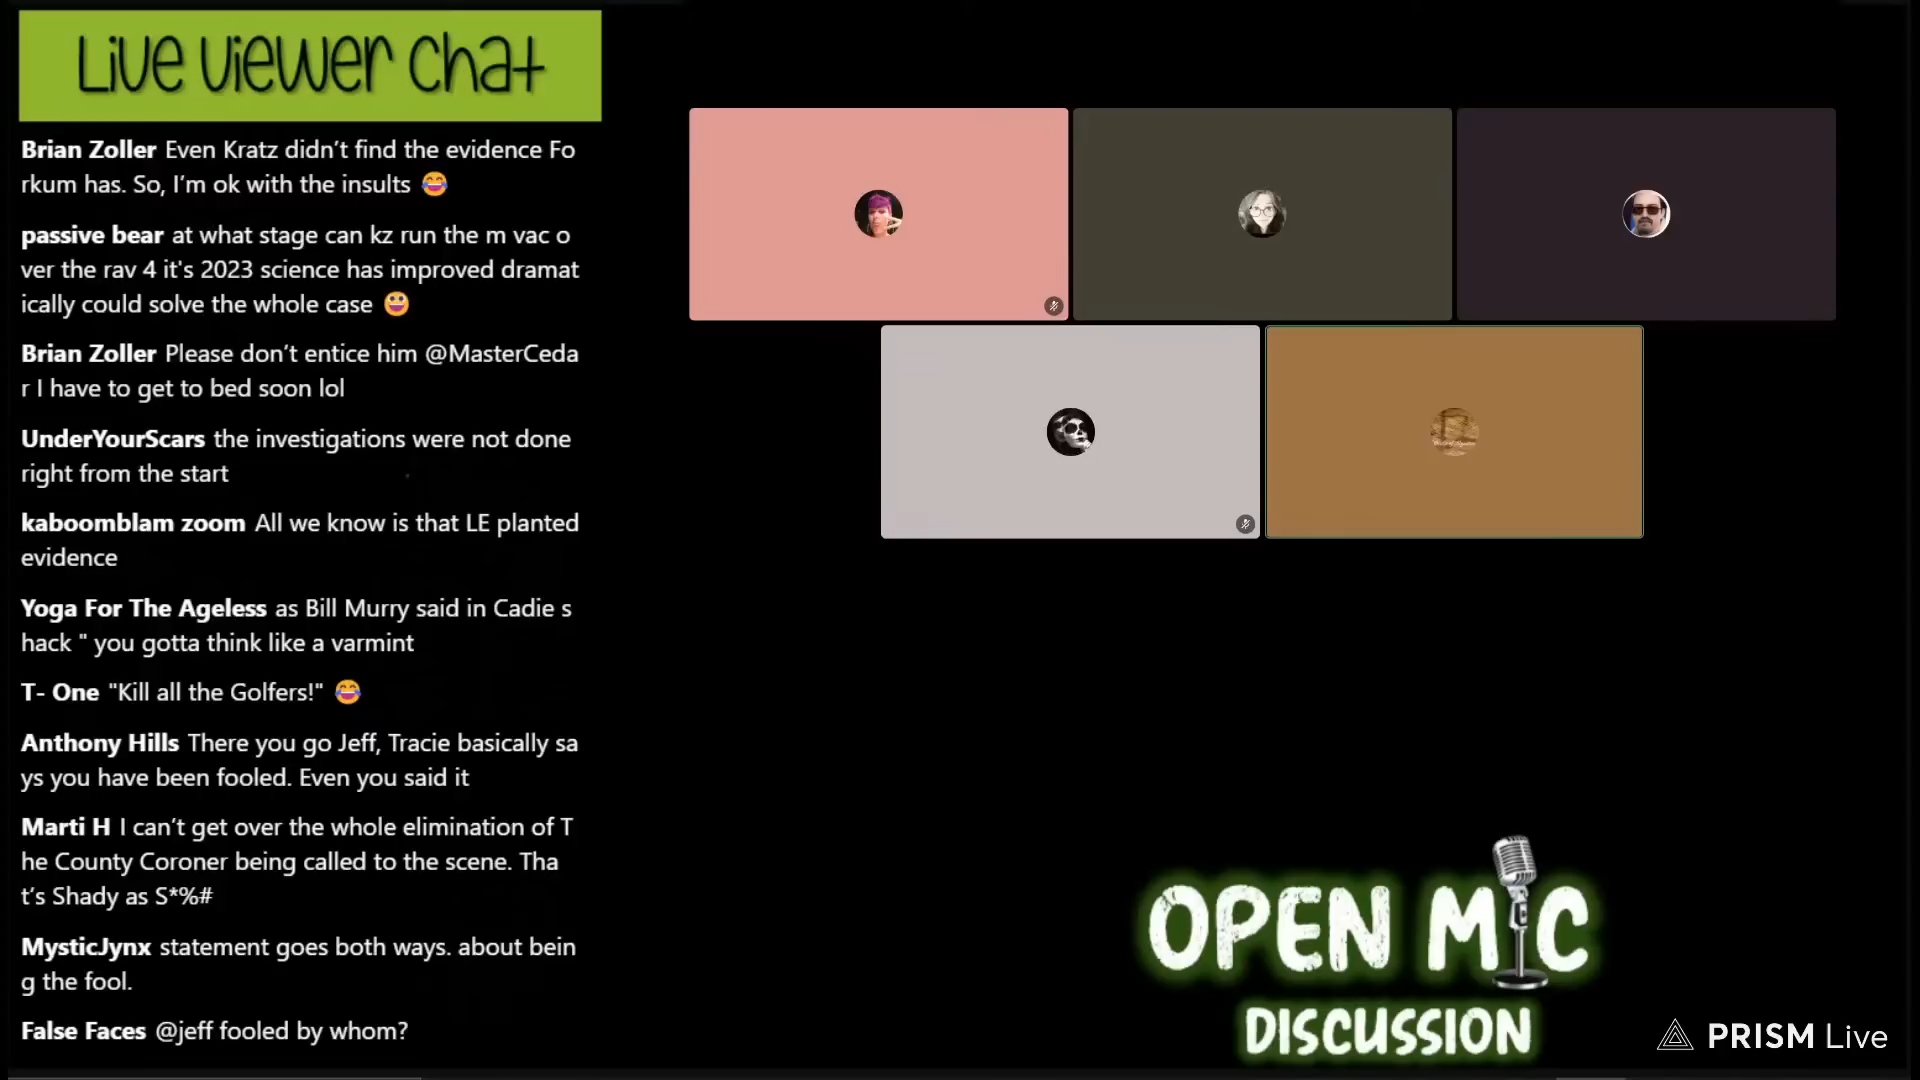 Live Viewer Chat
Brian Zoller Even Kratz didn’t find the evidence Fo
rkum has. So, I’m ok with the insults 😂
passive bear at what stage can kz run the m vac o
ver the rav 4 it's 2023 science has improved dramat
ically could solve the whole case 😀
Brian Zoller Please don’t entice him @MasterCeda
r I have to get to bed soon lol
UnderYourScars the investigations were not done
right from the start
kaboomblam zoom All we know is that LE planted
evidence
Yoga For The Ageless as Bill Murry said in Cadie s
hack " you gotta think like a varmint
T- One "Kill all the Golfers!" 😂
Anthony Hills There you go Jeff, Tracie basically sa
ys you have been fooled. Even you said it
Marti H I can’t get over the whole elimination of T
he County Coroner being called to the scene. Tha
t’s Shady as S*%#
MysticJynx statement goes both ways. about bein
g the fool.
False Faces @jeff fooled by whom?
OPEN MIC
DISCUSSION
PRISM Live